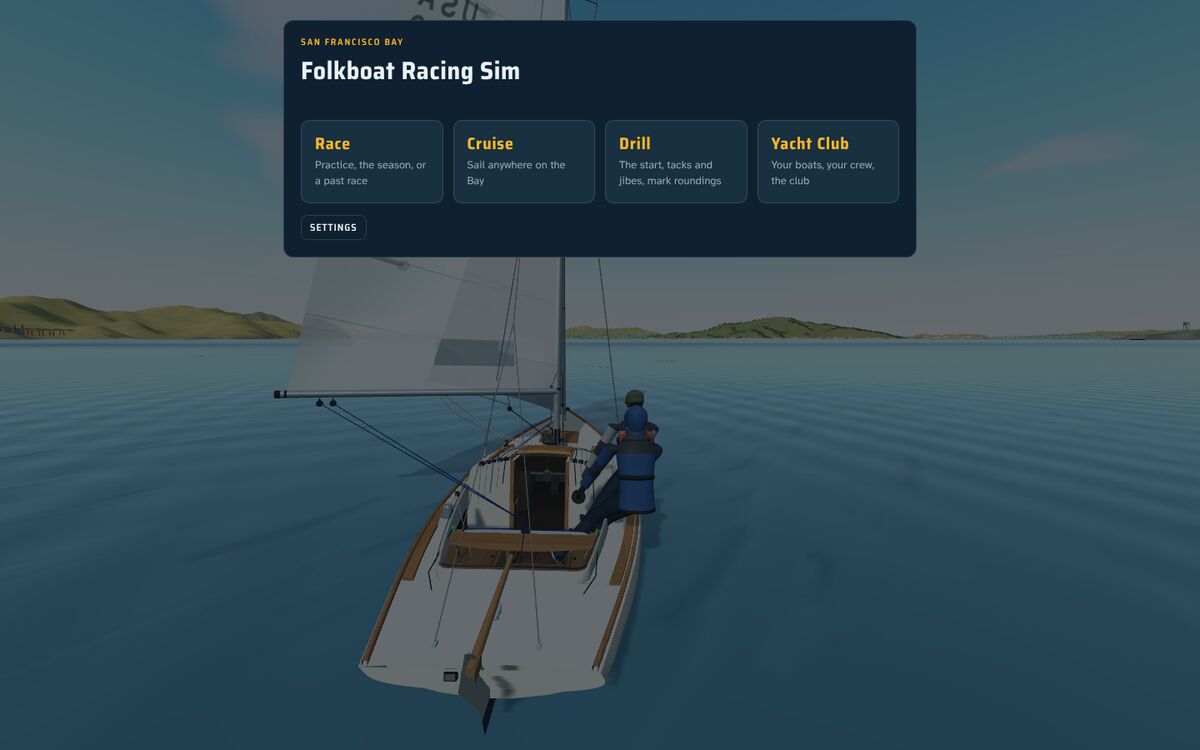 USA
SAN FRANCISCO BAY
Folkboat Racing Sim
Race
Practice, the season, or
a past race
Cruise
Sail anywhere on the
Bay
Drill
The start, tacks and
jibes, mark roundings
Yacht Club
Your boats, your crew,
the club
SETTINGS